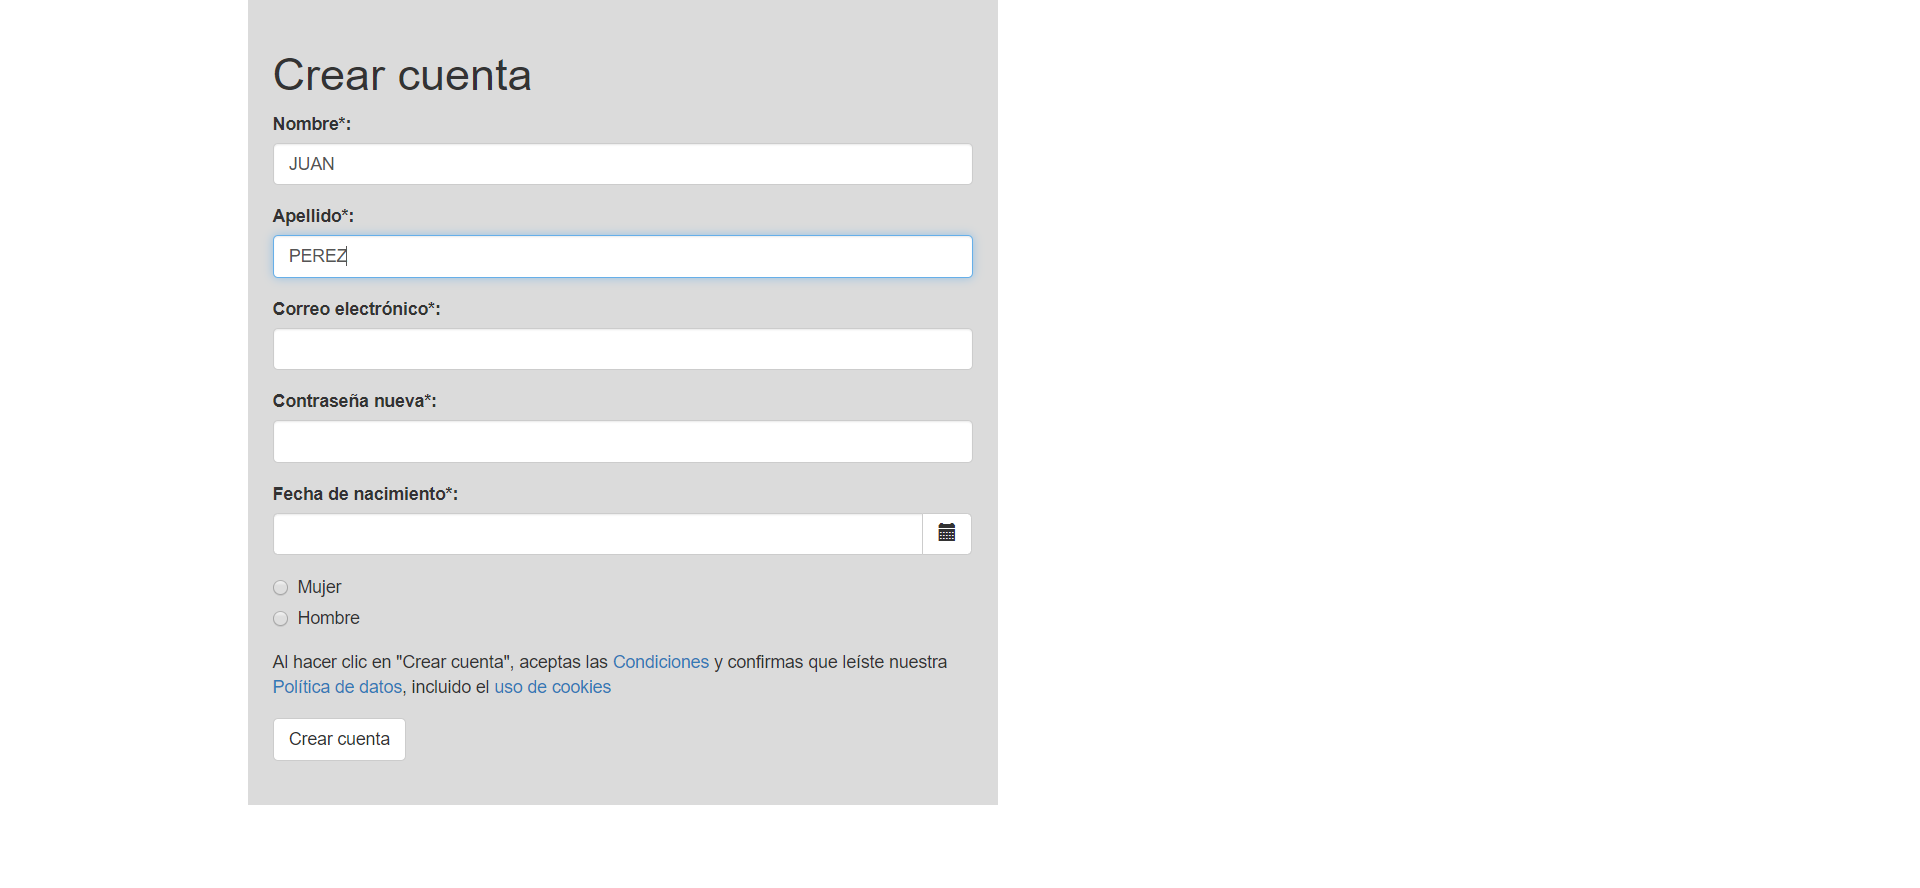 Crear cuenta
Nombre*:
JUAN
Apellido*:
PEREZ
Correo electrónico*:
Contraseña nueva*:
Fecha de nacimiento*:
Mujer
Hombre
Al hacer clic en "Crear cuenta", aceptas las Condiciones y confirmas que leíste nuestra
Política de datos, incluido el uso de cookies
Crear cuenta